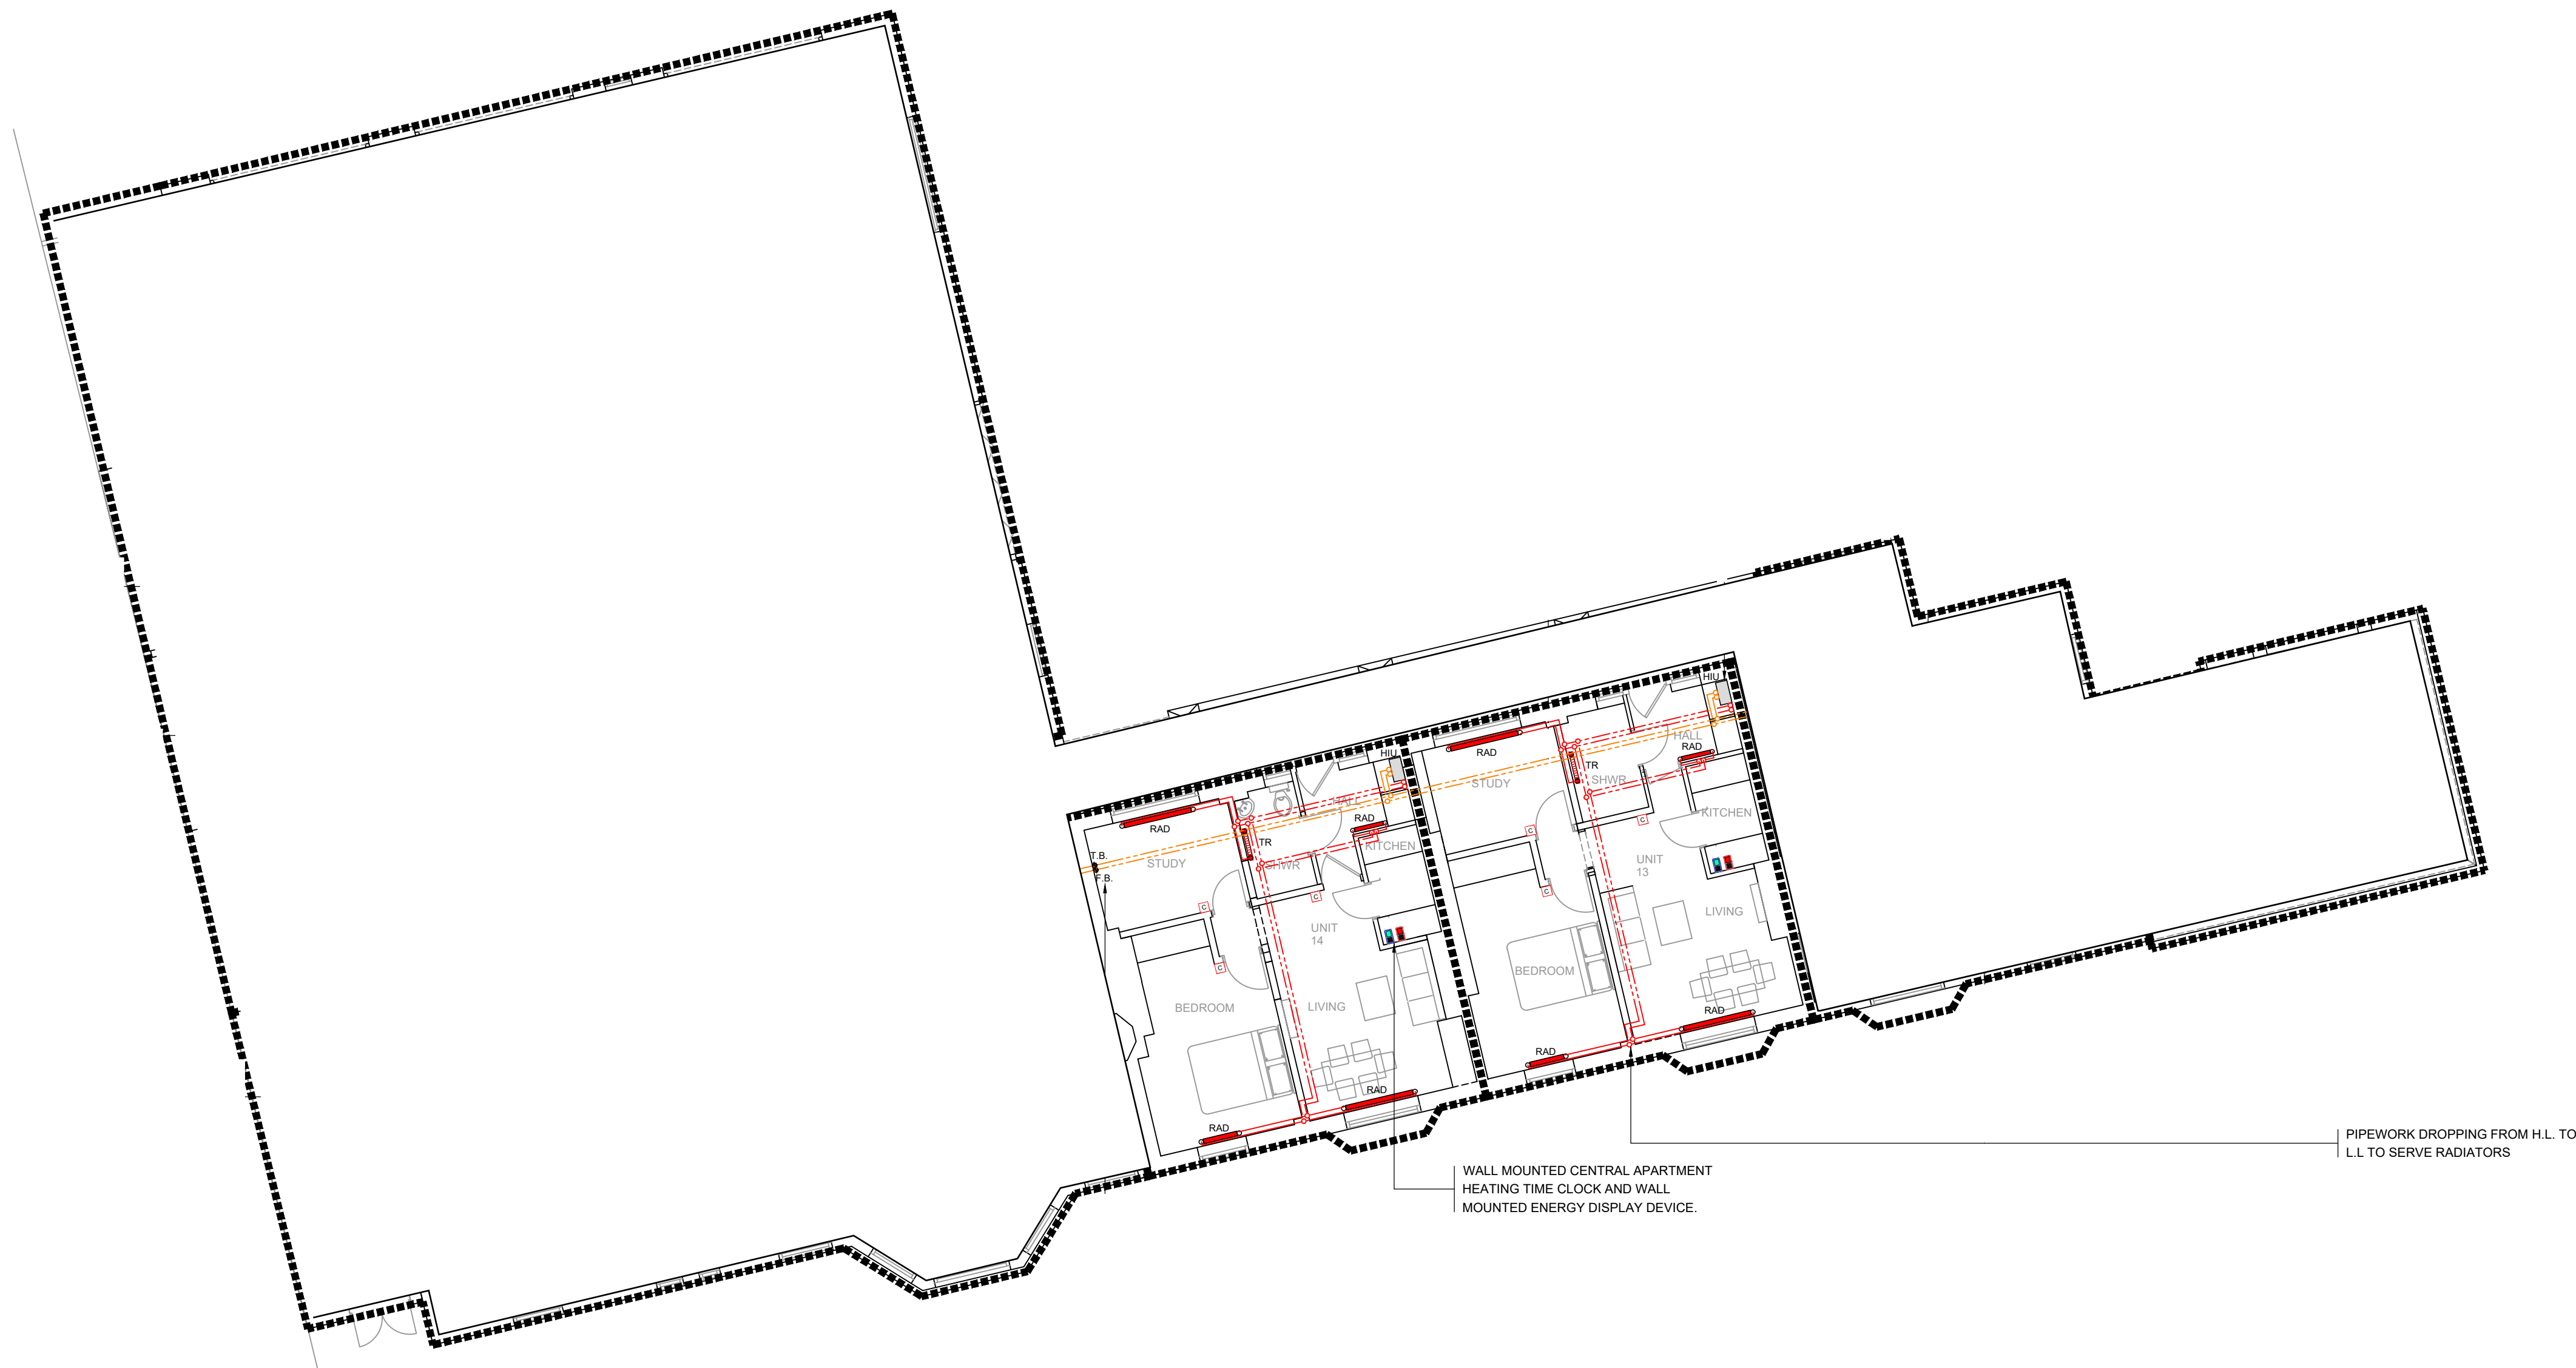 HIU
HALL
RAD
RAD
TR
SHWR
STUDY
KITCHEN
C
UNIT
13
C
LIVING
BEDROOM
RAD
RAD
HIU
HALL
RAD
RAD
TR
KITCHEN
SHWR
STUDY
T.B.
F.B.
C
C
UNIT
14
C
BEDROOM
LIVING
RAD
RAD
PIPEWORK DROPPING FROM H.L. TO
L.L TO SERVE RADIATORS
WALL MOUNTED CENTRAL APARTMENT
HEATING TIME CLOCK AND WALL
MOUNTED ENERGY DISPLAY DEVICE.
C